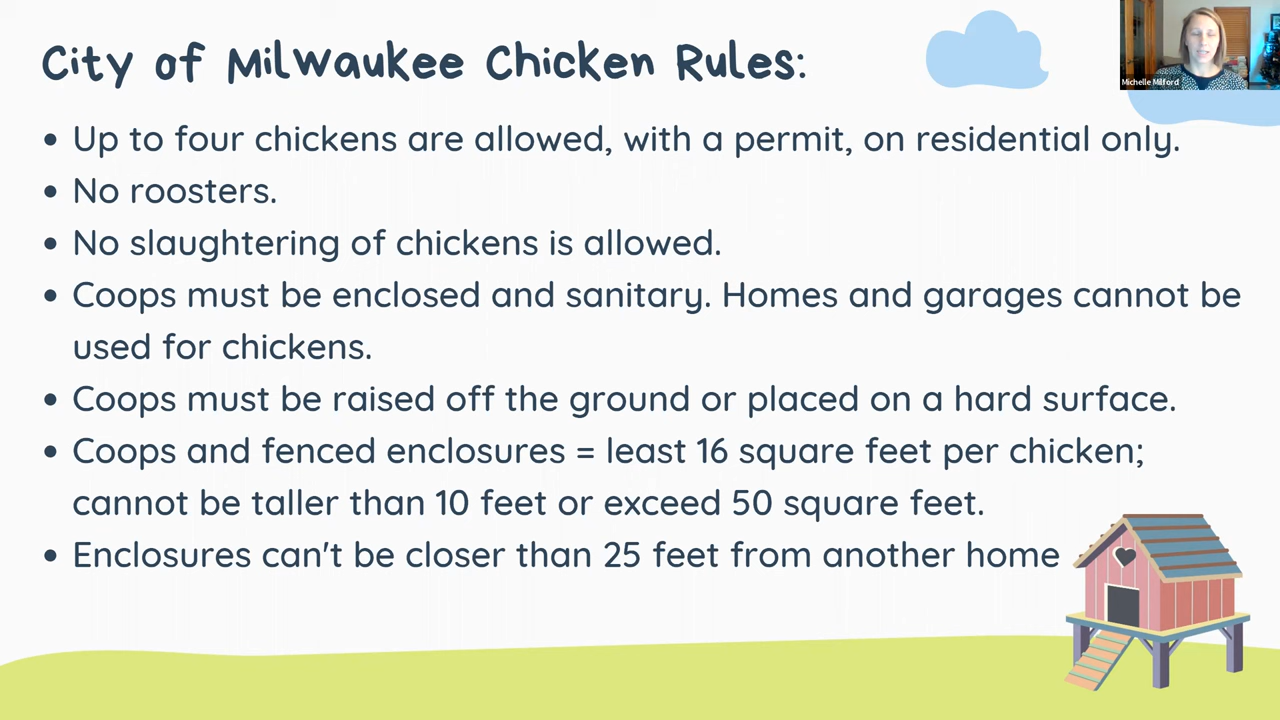 City of Milwaukee Chicken Rules:
Michelle Milford
• Up to four chickens are allowed, with a permit, on residential only.
• No roosters.
• No slaughtering of chickens is allowed.
• Coops must be enclosed and sanitary. Homes and garages cannot be
used for chickens.
• Coops must be raised off the ground or placed on a hard surface.
• Coops and fenced enclosures = least 16 square feet per chicken;
cannot be taller than 10 feet or exceed 50 square feet.
• Enclosures can't be closer than 25 feet from another home